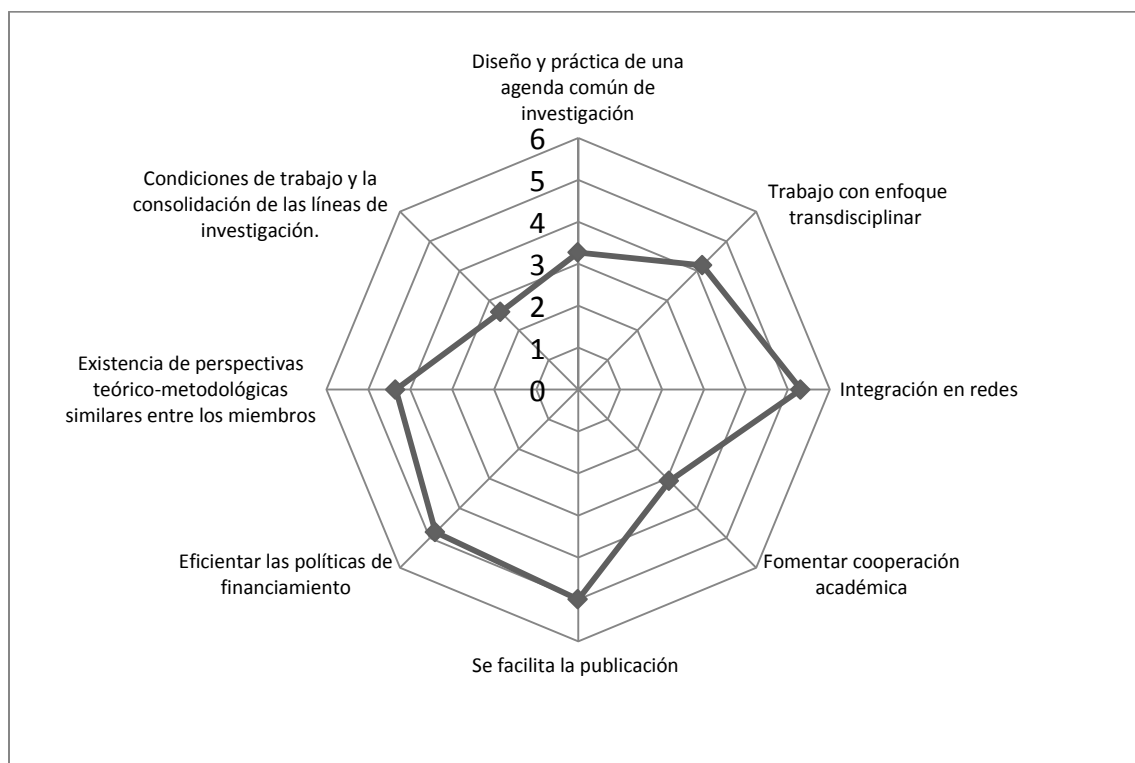 Diseño y práctica de una
agenda común de
investigación
6
5
4
3
2
1
0
Trabajo con enfoque
transdisciplinar
Integración en redes
Fomentar cooperación
académica
Se facilita la publicación
Eficientar las políticas de
financiamiento
Existencia de perspectivas
teórico-metodológicas
similares entre los miembros
Condiciones de trabajo y la
consolidación de las líneas de
investigación.